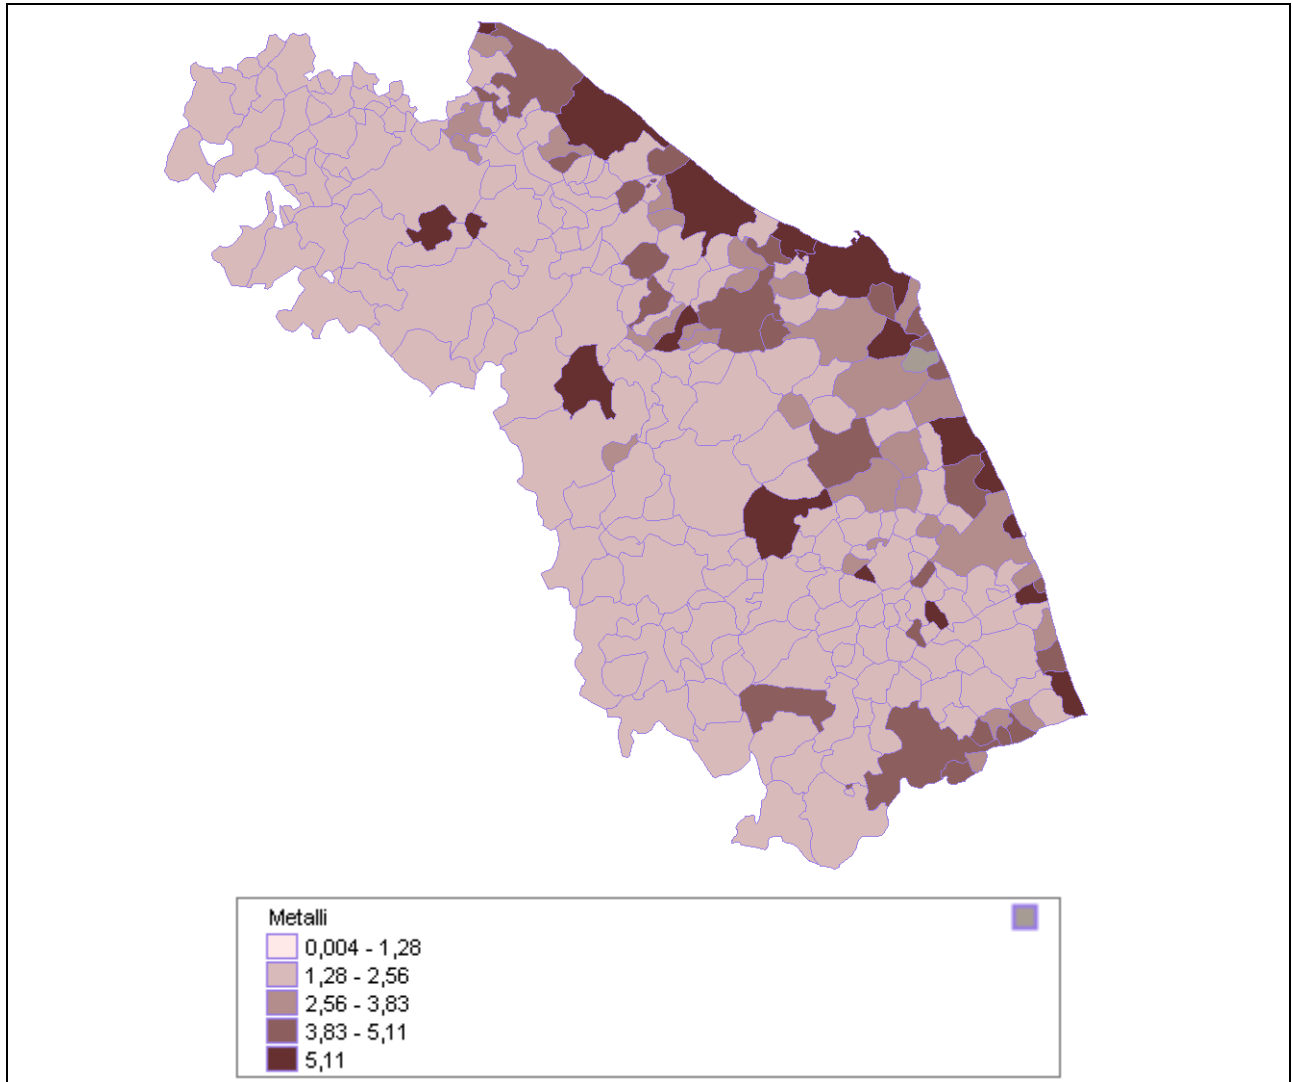 Metalli
0,004 - 1,28
1,28 - 2,56
2,56 - 3,83
3,83 - 5,11
5,11